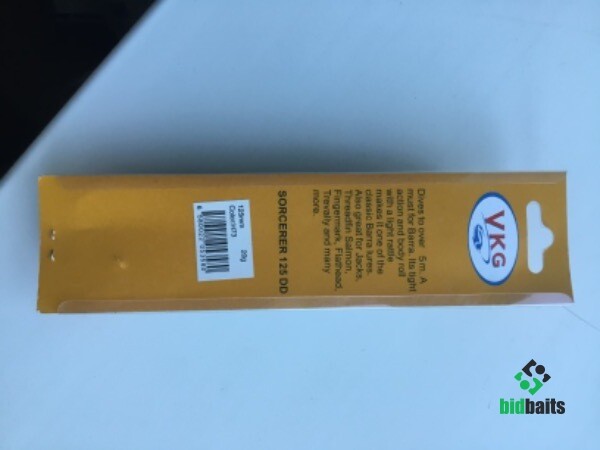 VKG
Dives to over 5m. A
must for Barra. Its tight
action and body roll
with a light rattle
makes it one of the
classic Barra lures.
Also great for Jacks,
Threadfin Salmon,
Fingermark, Flathead,
Trevally and many
more.
SORCERER 125 DD
125mm 28g
bidbaits